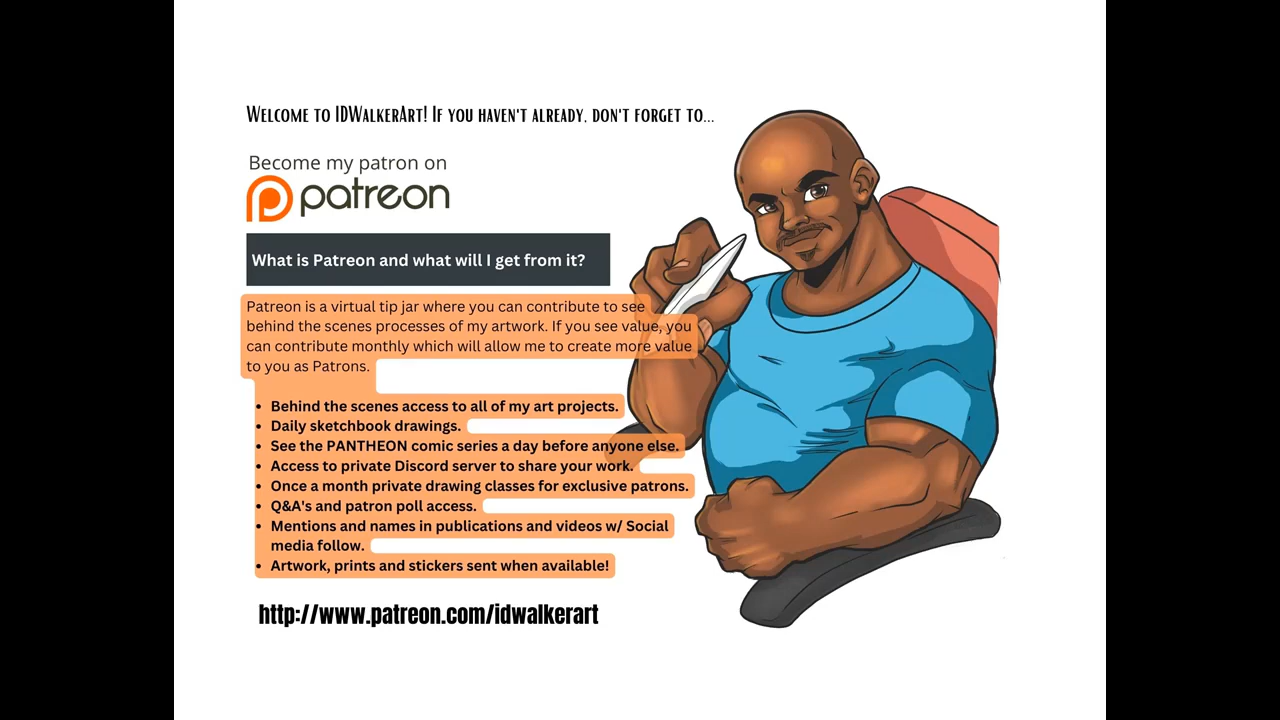 Welcome to IDWalkerArt! If you haven't already, don't forget to...
Become my patron on
patreon
What is Patreon and what will I get from it?
Patreon is a virtual tip jar where you can contribute to see
behind the scenes processes of my artwork. If you see value, you
can contribute monthly which will allow me to create more value
to you as Patrons.
• Behind the scenes access to all of my art projects.
• Daily sketchbook drawings.
• See the PANTHEON comic series a day before anyone else.
• Access to private Discord server to share your work.
• Once a month private drawing classes for exclusive patrons.
• Q&A's and patron poll access.
• Mentions and names in publications and videos w/ Social
media follow.
• Artwork, prints and stickers sent when available!
http://www.patreon.com/idwalkerart